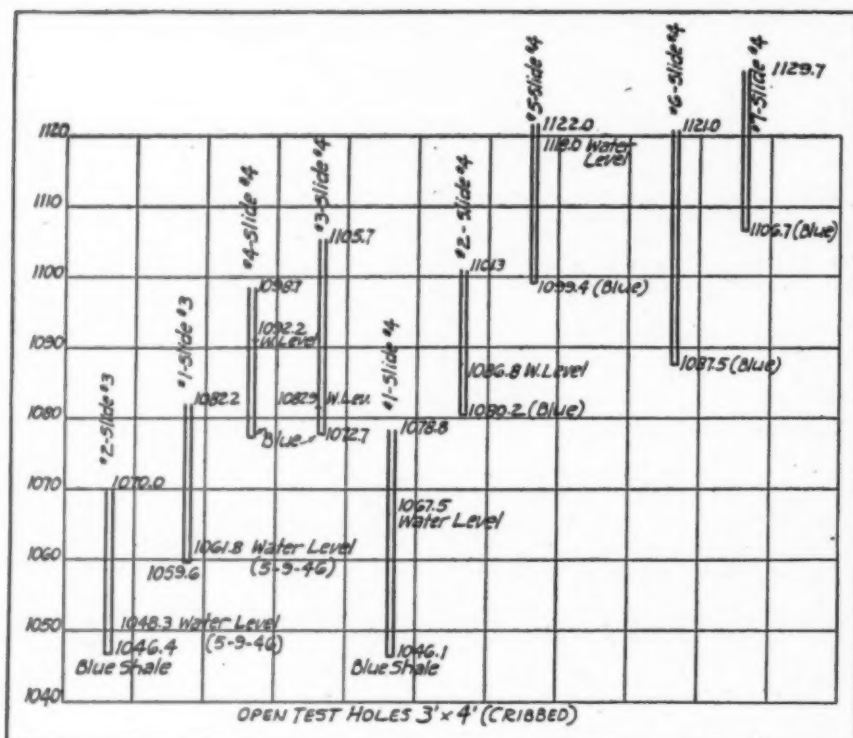 #2-Slide #3
#1-Slide #3
#4-Slide #4
#3-Slide #4
#1-Slide #4
#2-Slide #4
#5-Slide #4
#6-Slide #4
#7-Slide #4
1129.7
1122.0
1121.0
1120
1118.0 Water
Level
1110
1105.7
1106.7 (Blue)
1100
1098.7
1101.3
1099.4 (Blue)
1092.2
W. Level
1090
1086.8 W. Level
1087.5 (Blue)
1082.2
1082.9 W. Lev.
1080
1080.2 (Blue)
Blue
1072.7
1078.8
1070
1070.0
1067.5
Water Level
1060
1061.8 Water Level
(5-9-46)
1059.6
1050
1048.3 Water Level
(5-9-46)
1046.4
Blue Shale
1046.1
Blue Shale
1040
OPEN TEST HOLES 3' x 4' (CRIBBED)